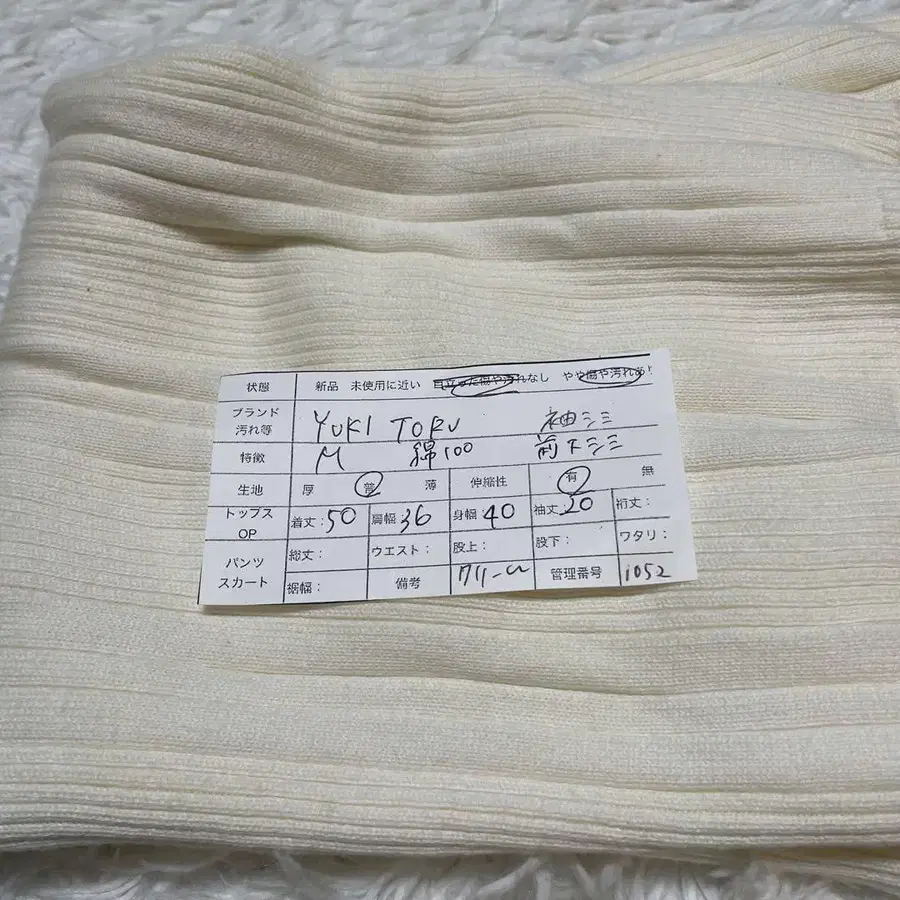 状態 新品 未使用に近い 目立った傷や汚れなし やや傷や汚れあり
ブランド 汚れ等 YUKI TORU 袖シミ
特徴 M 綿100 前下シミ
生地 厚 普 薄 伸縮性 有 無
トップス OP 着丈:50 肩幅:36 身幅:40 袖丈:20 裄丈:
パンツ スカート 総丈: ウエスト: 股上: 股下: ワタリ:
裾幅: 備考 クリーム 管理番号 1052